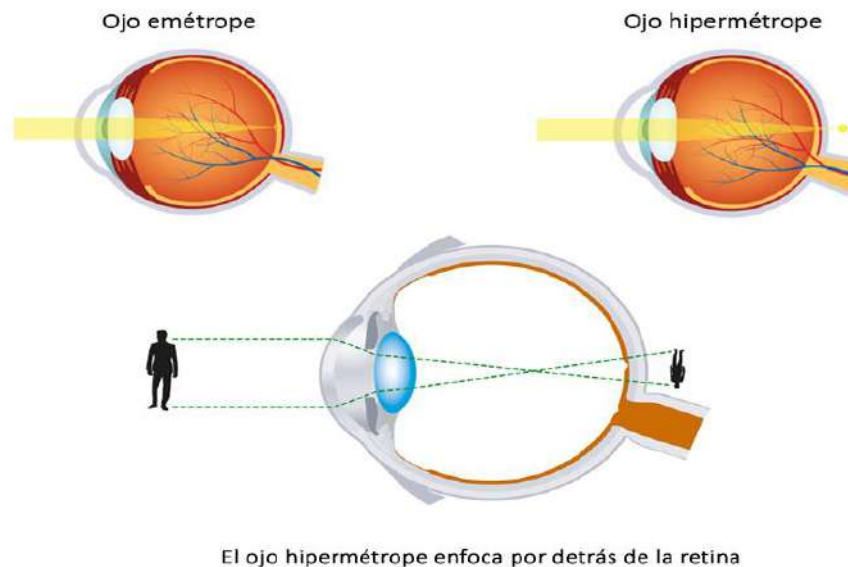 Ojo emétrope
Ojo hipermétrope
El ojo hipermétrope enfoca por detrás de la retina